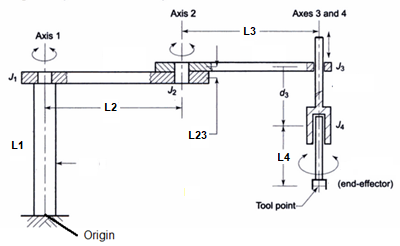 Axis 2
Axes 3 and 4
Axis 1
L3
J1
J3
J2
d3
L2
L23
J4
L1
L4
(end-effector)
Tool point
Origin